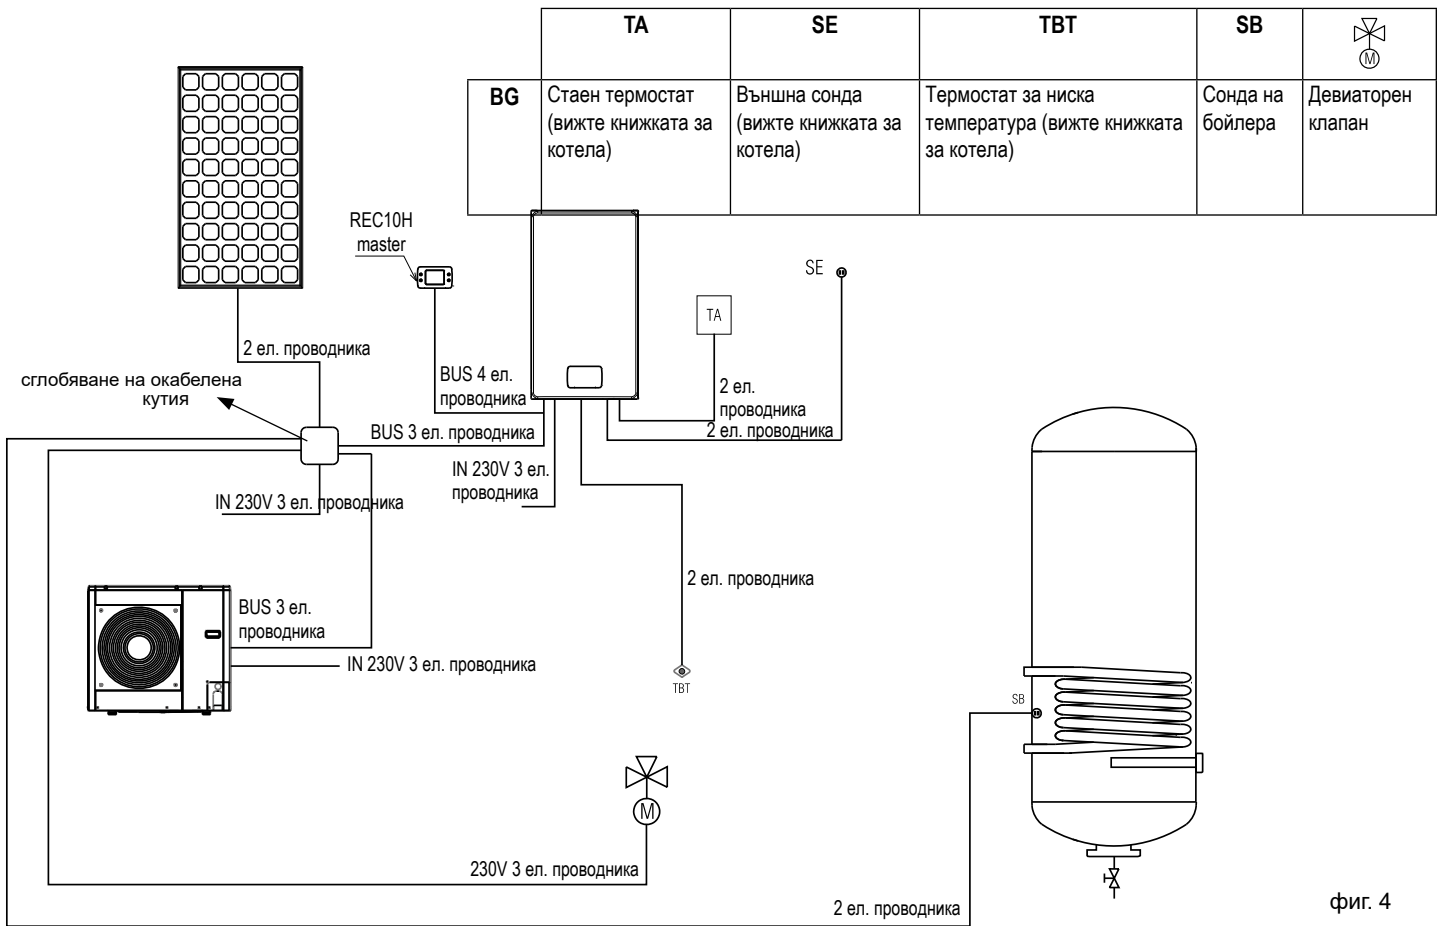 TA
SE
TBT
SB
M
BG
Стаен термостат
(вижте книжката за
котела)
Външна сонда
(вижте книжката за
котела)
Термостат за ниска
температура (вижте книжката
за котела)
Сонда на
бойлера
Девиаторен
клапан
REC10H
master
SE
TA
2 ел. проводника
сглобяване на окабелена
кутия
BUS 4 ел.
проводника
2 ел.
проводника
BUS 3 ел. проводника
2 ел. проводника
IN 230V 3 ел.
проводника
IN 230V 3 ел. проводника
2 ел. проводника
BUS 3 ел.
проводника
IN 230V 3 ел. проводника
TBT
SB
M
230V 3 ел. проводника
2 ел. проводника
фиг. 4